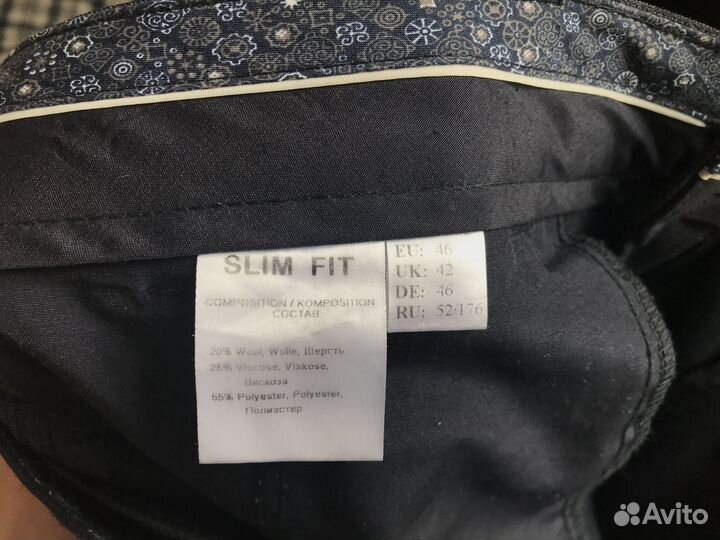 SLIM FIT
COMPOSITION / KOMPOSITION
СОСТАВ
20% Wool, Wolle, Шерсть
25% Viscose, Viskose,
Вискоза
55% Polyester, Polyester,
Полиэстер
EU: 46
UK: 42
DE: 46
RU: 52/176
Avito